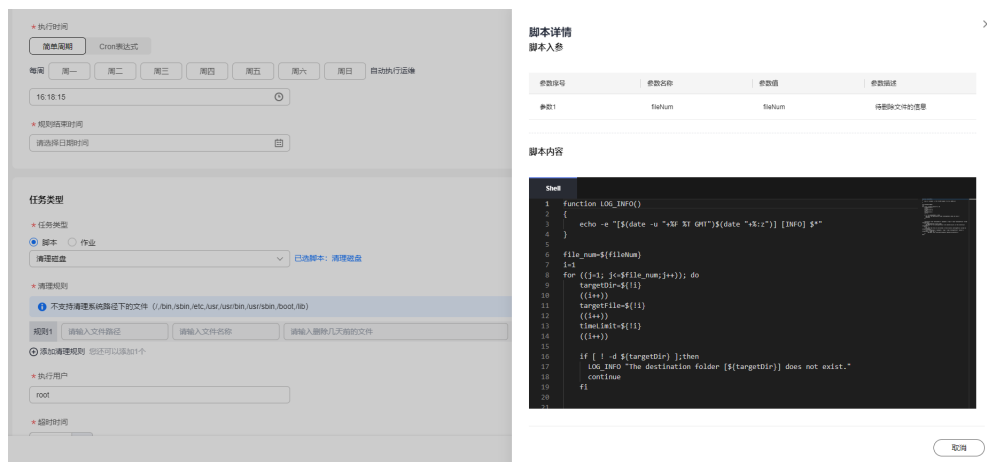 * 执行时间
简单周期 Cron表达式
每周 周一 周二 周三 周四 周五 周六 周日 自动执行运维
16:18:15
* 规则结束时间
请选择日期时间
任务类型
* 任务类型
脚本 作业
清理磁盘 已选脚本：清理磁盘
* 清理规则
不支持清理系统路径下的文件（/,/bin,/sbin,/etc,/usr,/usr/bin,/usr/sbin,/boot,/lib）
规则1 请输入文件路径 请输入文件名称 请输入删除几天前的文件
添加清理规则 您还可以添加1个
* 执行用户
root
* 超时时间
脚本详情
脚本入参
参数序号 参数名称 参数值 参数描述
参数1 fileNum fileNum 待删除文件的信息
脚本内容
Shell
1 function LOG_INFO()
2 {
3 echo -e "[$(date -u "+%F %T GMT")$(date "+%:z")] [INFO] $*"
4 }
5
6 file_num=${fileNum}
7 i=1
8 for ((j=1; j<=$file_num;j++)); do
9 targetDir=${!i}
10 ((i++))
11 targetFile=${!i}
12 ((i++))
13 timeLimit=${!i}
14 ((i++))
15
16 if [ ! -d ${targetDir} ];then
17 LOG_INFO "The destination folder [${targetDir}] does not exist."
18 continue
19 fi
20
21
取消